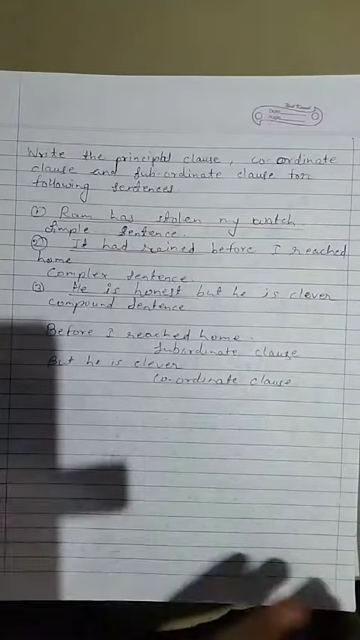 Write the principal clause, co-ordinate
clause and sub-ordinate clause for
following sentences
(1) Ram has stolen my watch
Simple sentence.
(2) It had rained before I reached
home
Complex sentence.
(3) He is honest but he is clever
compound sentence
Before I reached home.
Subordinate clause
But he is clever
Co-ordinate clause